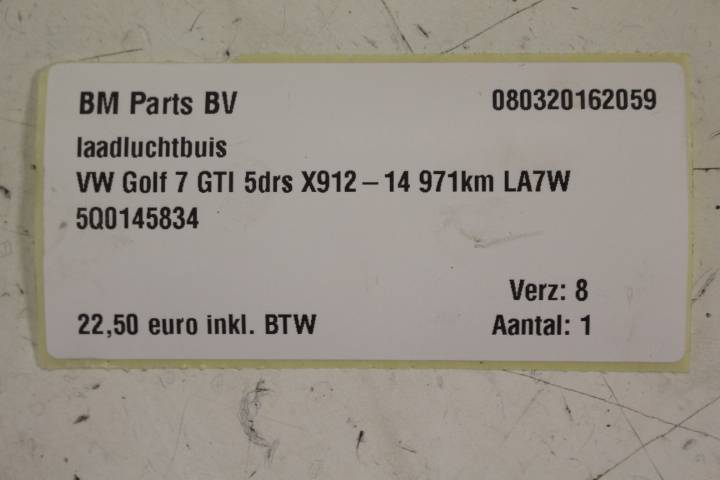 BM Parts BV 080320162059
laadluchtbuis
VW Golf 7 GTI 5drs X912 – 14 971km LA7W
5Q0145834
Verz: 8
22,50 euro inkl. BTW Aantal: 1